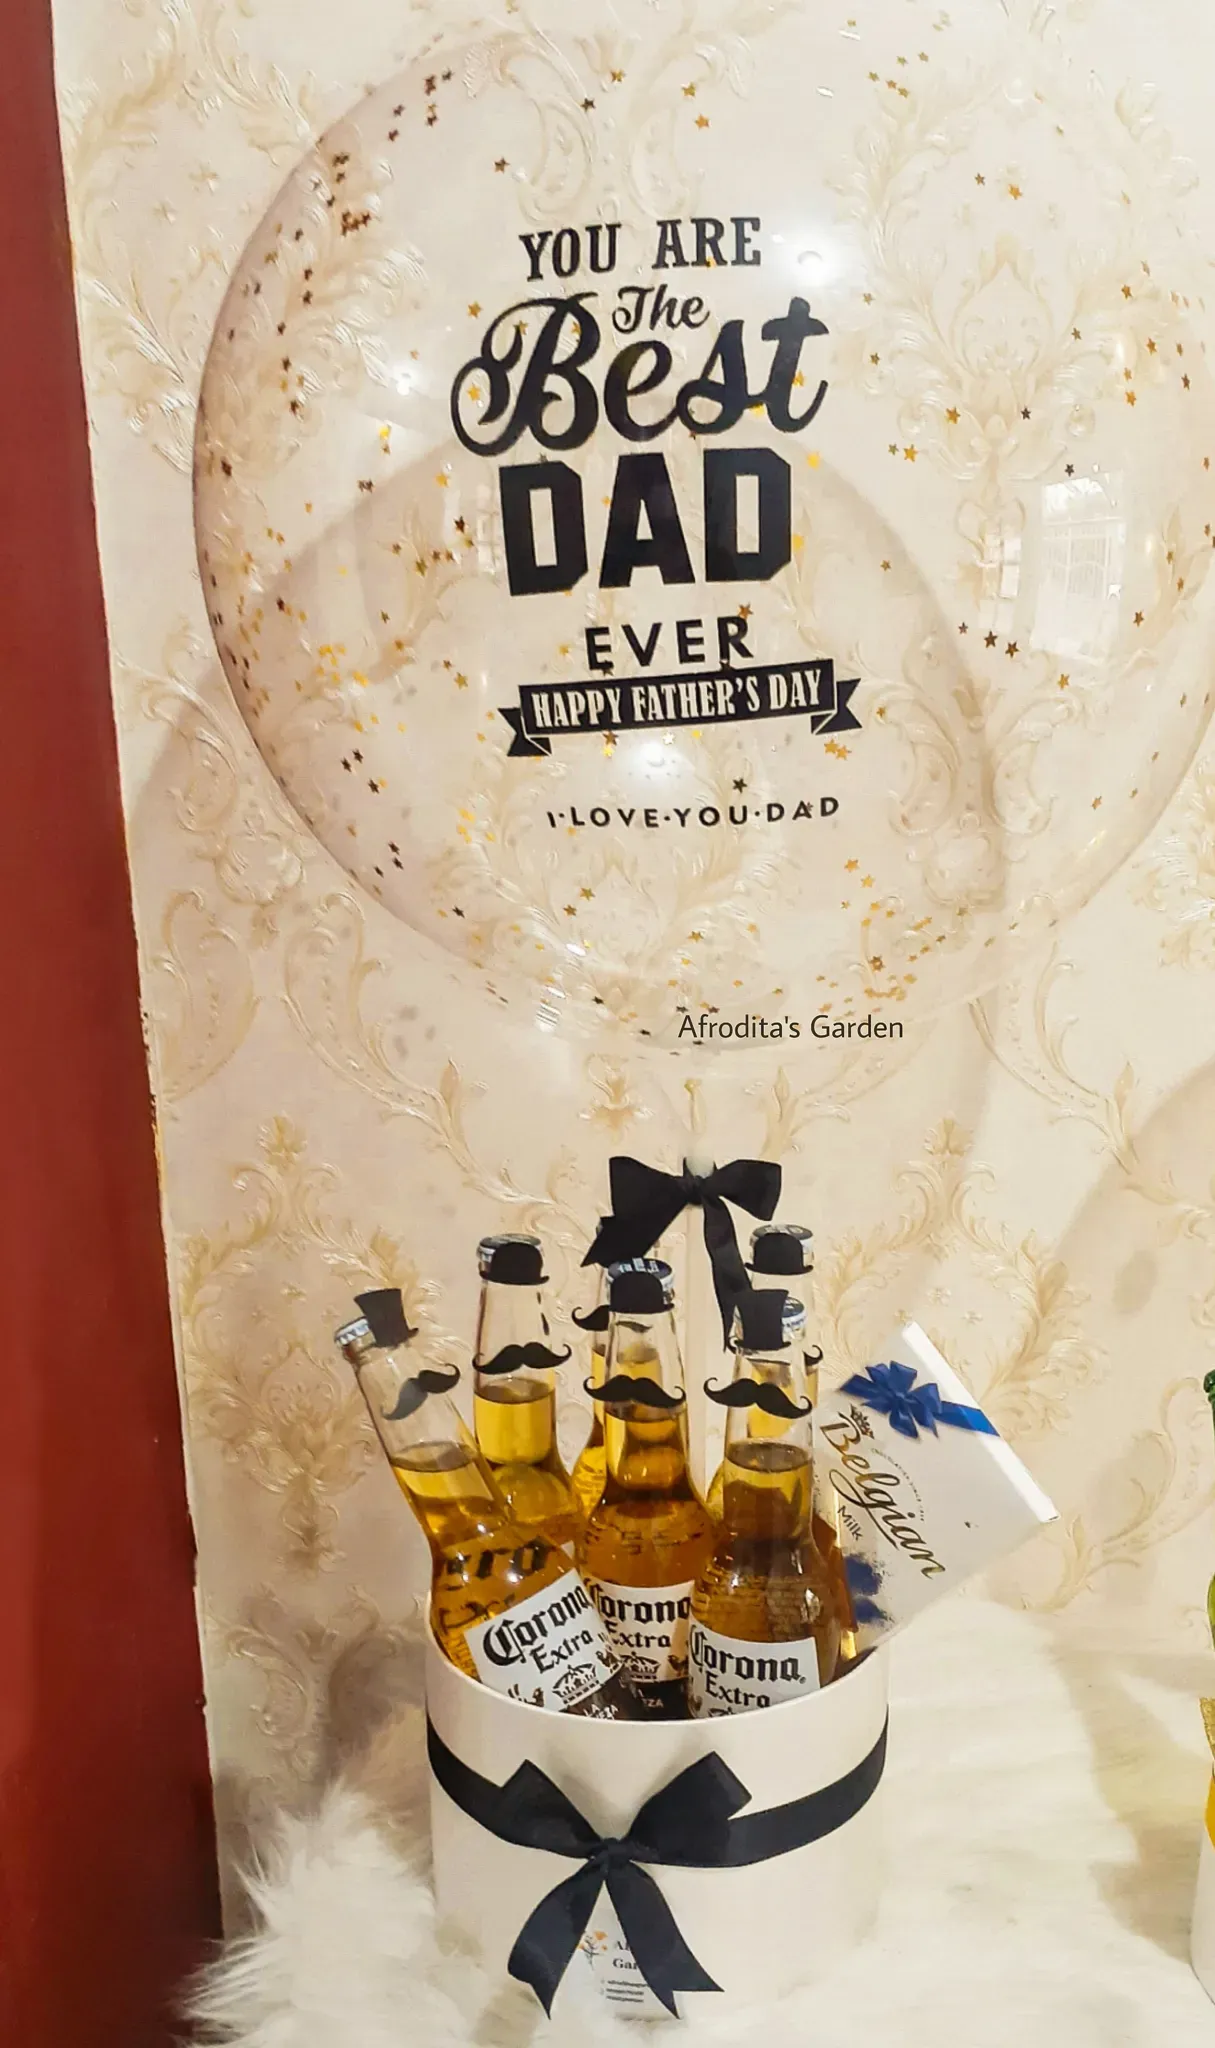 YOU ARE
The
Best
DAD
EVER
HAPPY FATHER'S DAY
I·LOVE·YOU·DAD
Afrodita's Garden
Belgian
Milk
Corona
Extra
Corona
Extra
Corona
Extra